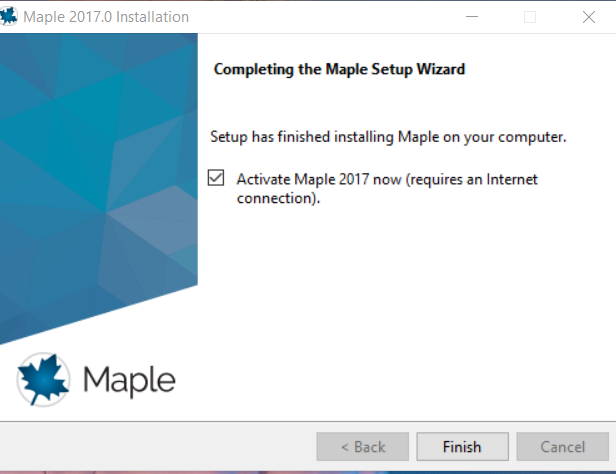 Maple 2017.0 Installation
Completing the Maple Setup Wizard
Setup has finished installing Maple on your computer.
Activate Maple 2017 now (requires an Internet
connection).
Maple
< Back
Finish
Cancel